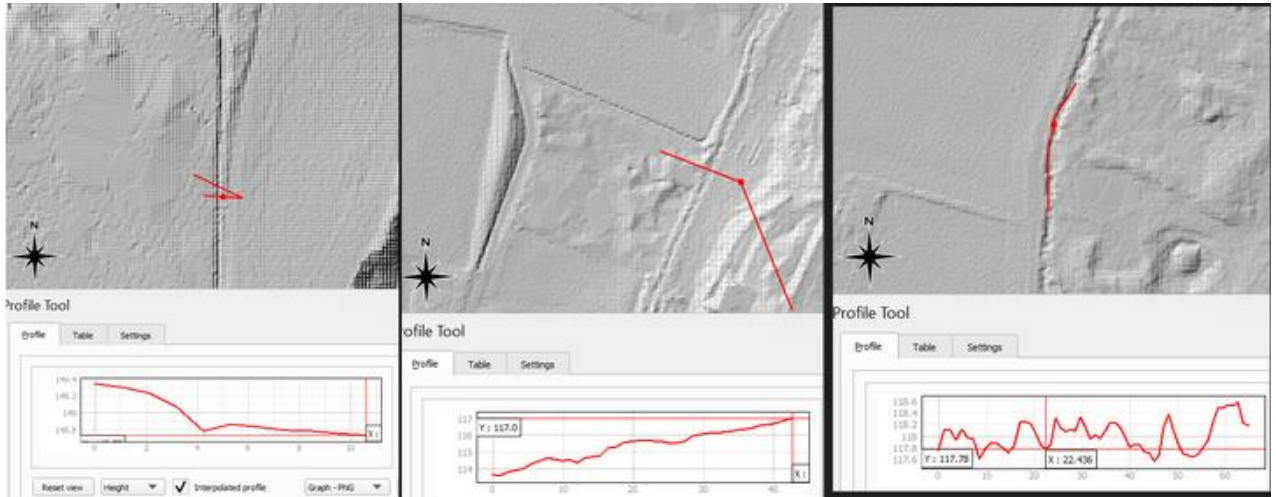 N
Profile Tool
Profile Table Settings
146.4
146.2
146
0 2 4 6 8 10
X:
Reset view Height Interpolated profile Graph - PNG
N
Profile Tool
Profile Table Settings
117
116
115
114
Y : 117.0
X:
0 10 20 30 40
N
Profile Tool
Profile Table Settings
118.6
118.4
118.2
118
117.8
117.6
Y : 117.78
X : 22.436
0 10 20 30 40 50 60